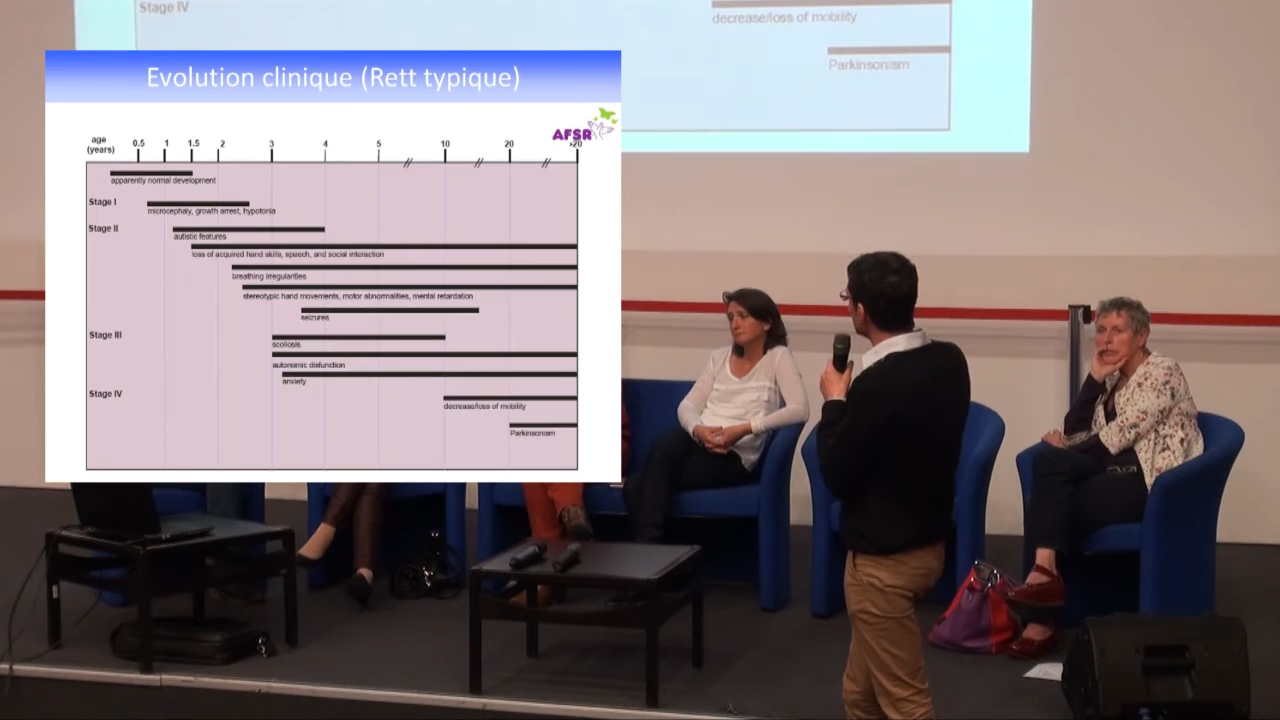 Stage IV
decrease/loss of mobility
Parkinsonism
Evolution clinique (Rett typique)
AFSR
age
(years)
0.5 1 1.5 2 3 4 5 10 20 >20
apparently normal development
Stage I
microcephaly, growth arrest, hypotonia
Stage II
autistic features
loss of acquired hand skills, speech, and social interaction
breathing irregularities
stereotypic hand movements, motor abnormalities, mental retardation
seizures
Stage III
scoliosis
autonomic disfunction
anxiety
Stage IV
decrease/loss of mobility
Parkinsonism